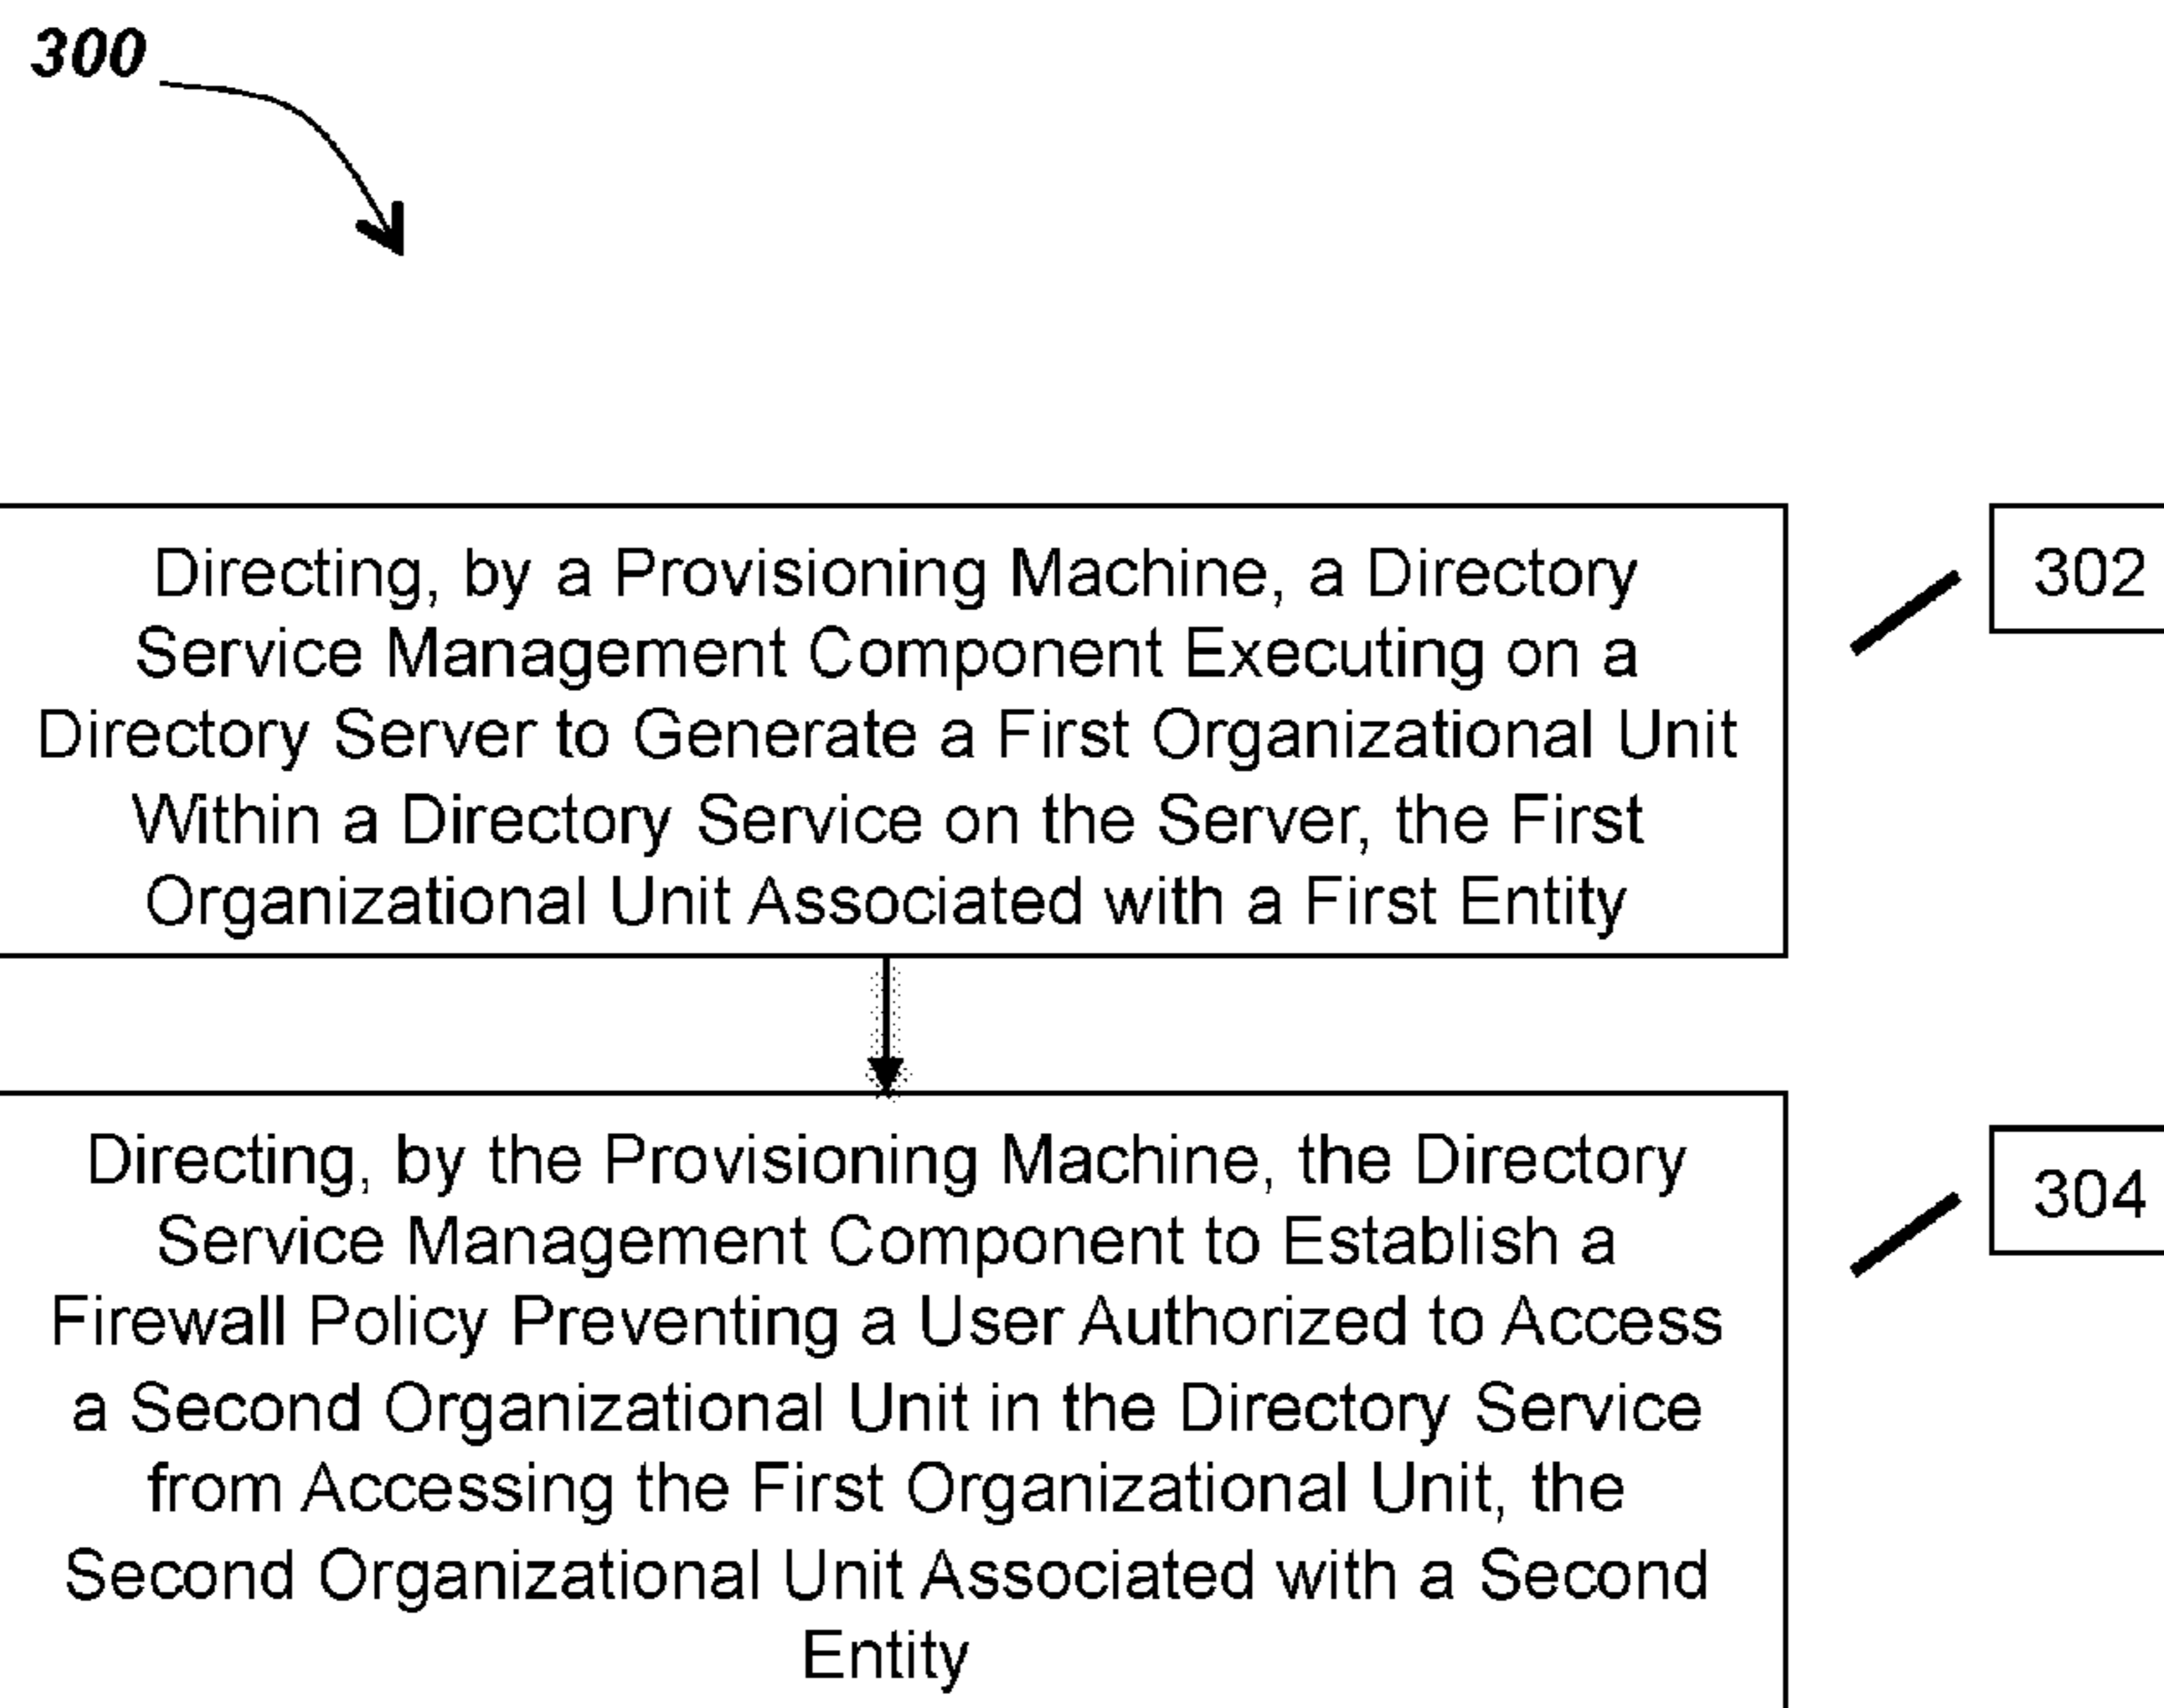 300
Directing, by a Provisioning Machine, a Directory
Service Management Component Executing on a
Directory Server to Generate a First Organizational Unit
Within a Directory Service on the Server, the First
Organizational Unit Associated with a First Entity
302
Directing, by the Provisioning Machine, the Directory
Service Management Component to Establish a
Firewall Policy Preventing a User Authorized to Access
a Second Organizational Unit in the Directory Service
from Accessing the First Organizational Unit, the
Second Organizational Unit Associated with a Second
Entity
304